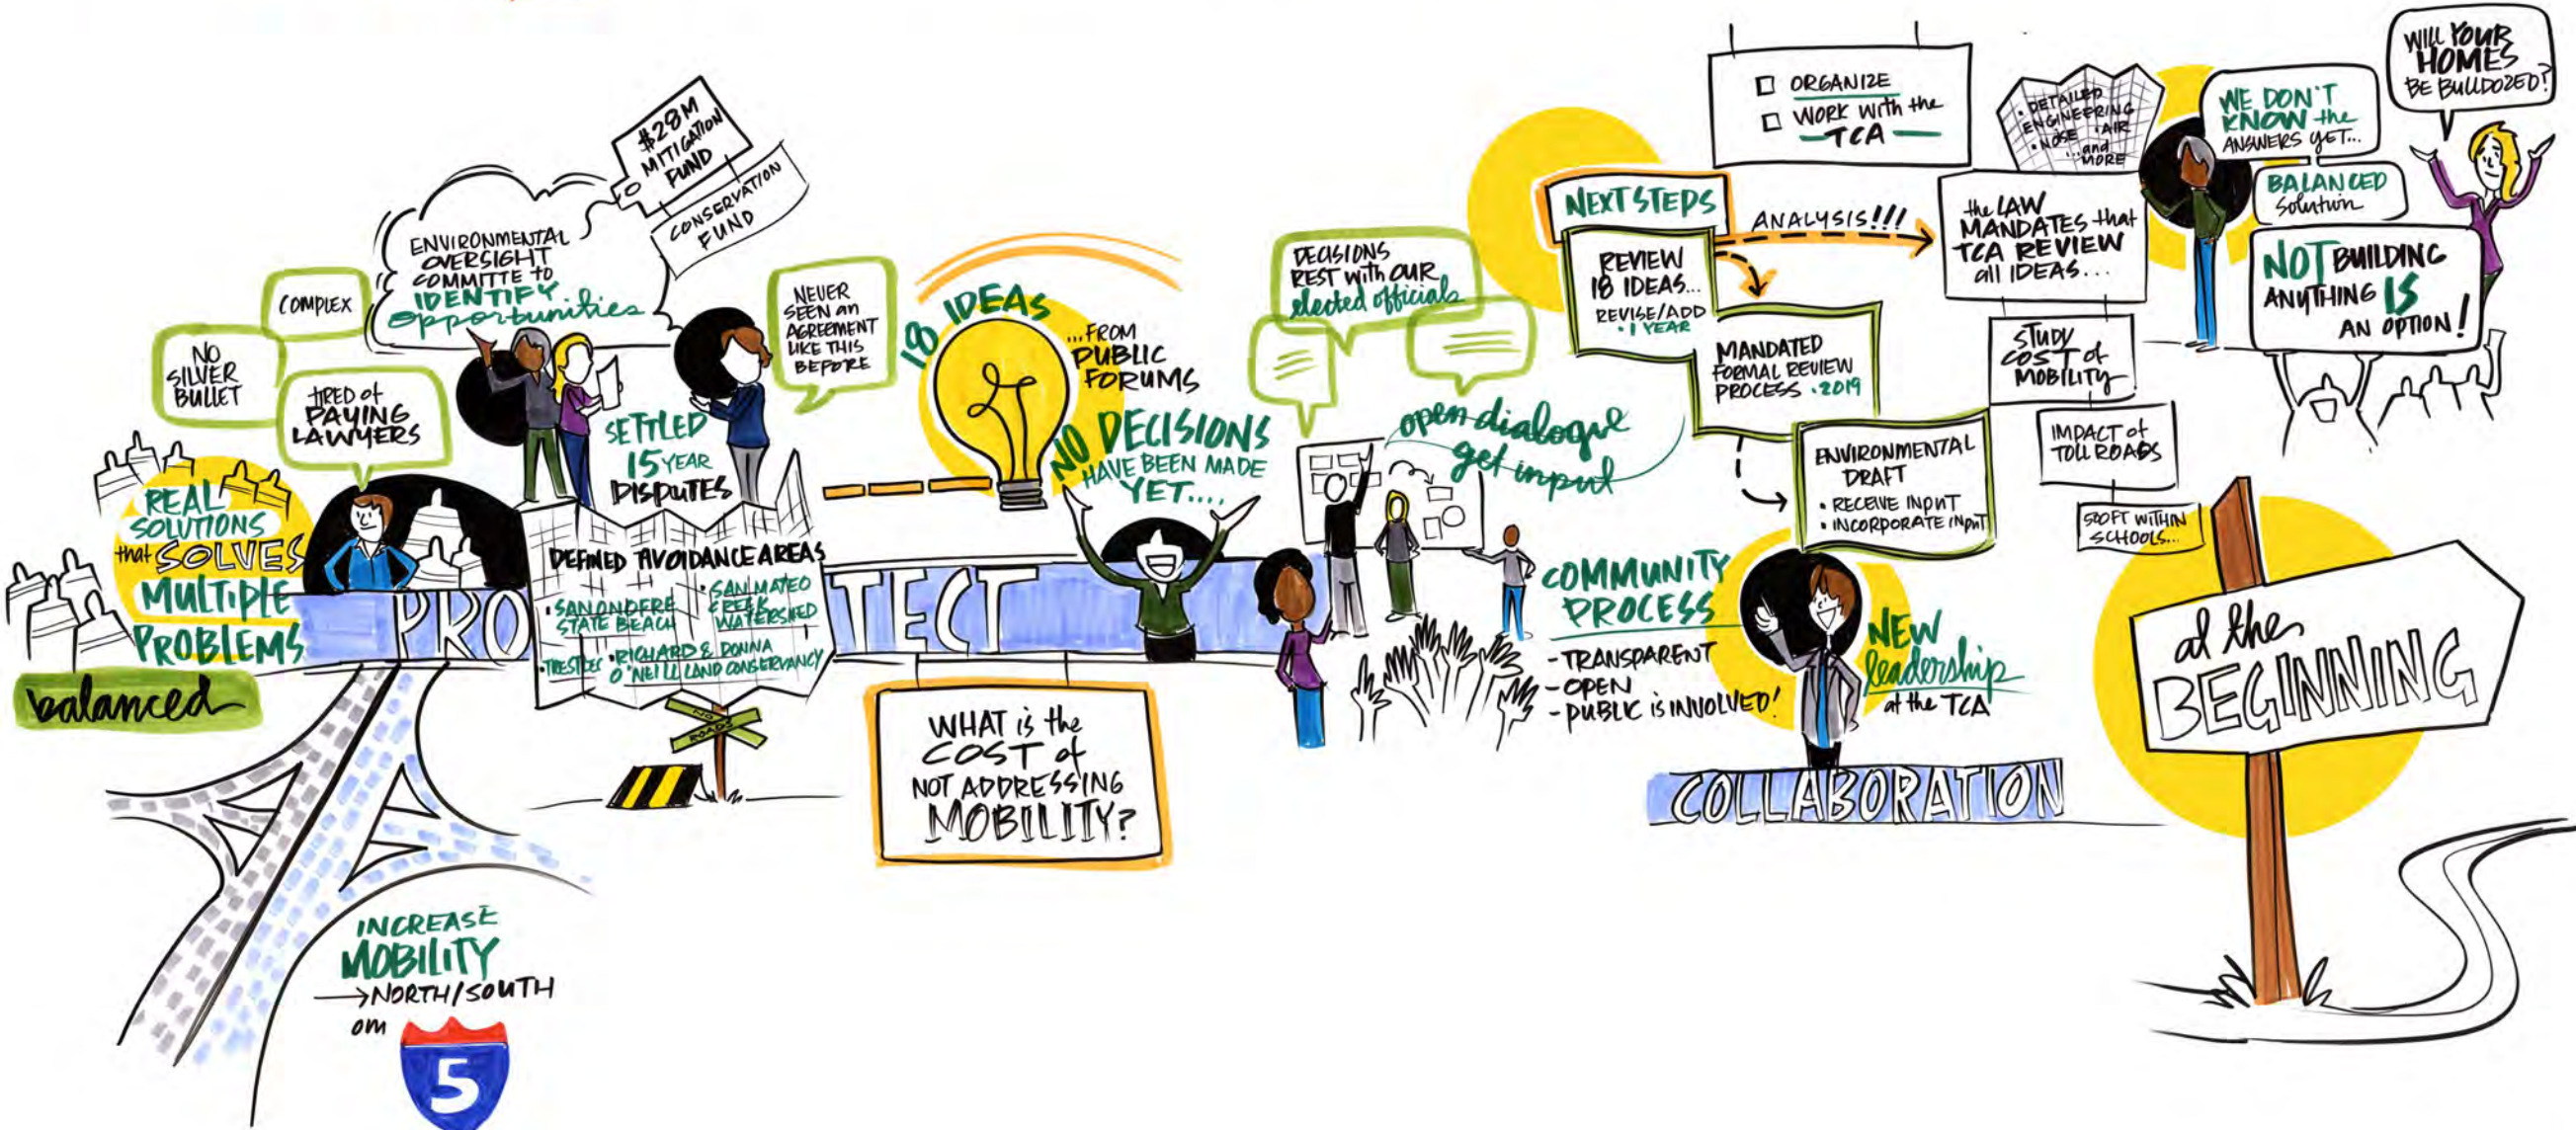 $28M
MITIGATION
FUND
CONSERVATION
FUND
ENVIRONMENTAL
OVERSIGHT
COMMITTE to
IDENTIFY
opportunities
COMPLEX
NO
SILVER
BULLET
tIRED of
PAYING
LAWYERS
NEVER
SEEN an
AGREEMENT
LIKE THIS
BEFORE
SETTLED
15 YEAR
DISPUTES
REAL
SOLUTIONS
that SOLVES
MULTIPLE
PROBLEMS
balanced
PROTECT
DEFINED AVOIDANCE AREAS
• SAN ONOFRE
STATE BEACH
• SAN MATEO
CREEK
WATERSHED
• TRESTLES
• RICHARD & DONNA
O'NEILL LAND CONSERVANCY
NO
ROADS
INCREASE
MOBILITY
→ NORTH/SOUTH
om
5
18 IDEAS
...FROM
PUBLIC
FORUMS
NO DECISIONS
HAVE BEEN MADE
YET....
WHAT is the
COST of
NOT ADDRESSING
MOBILITY?
DECISIONS
REST with OUR
elected officials
open dialogue
get input
COMMUNITY
PROCESS
- TRANSPARENT
- OPEN
- PUBLIC is INVOLVED!
NEW
leadership
at the TCA
COLLABORATION
NEXT STEPS
REVIEW
18 IDEAS...
REVISE/ADD
• 1 YEAR
ANALYSIS!!!
MANDATED
FORMAL REVIEW
PROCESS • 2019
ENVIRONMENTAL
DRAFT
• RECEIVE INPUT
• INCORPORATE INPUT
ORGANIZE
WORK with the
TCA
• DETAILED
ENGINEERING
• NOISE • AIR
...and
MORE
the LAW
MANDATES that
TCA REVIEW
all IDEAS...
STUDY
COST of
MOBILITY
IMPACT of
TOLL ROADS
500FT WITHIN
SCHOOLS...
WE DON'T
KNOW the
ANSWERS YET...
BALANCED
Solution
WILL YOUR
HOMES
BE BULLDOZED?
NOT BUILDING
ANYTHING IS
AN OPTION!
at the
BEGINNING